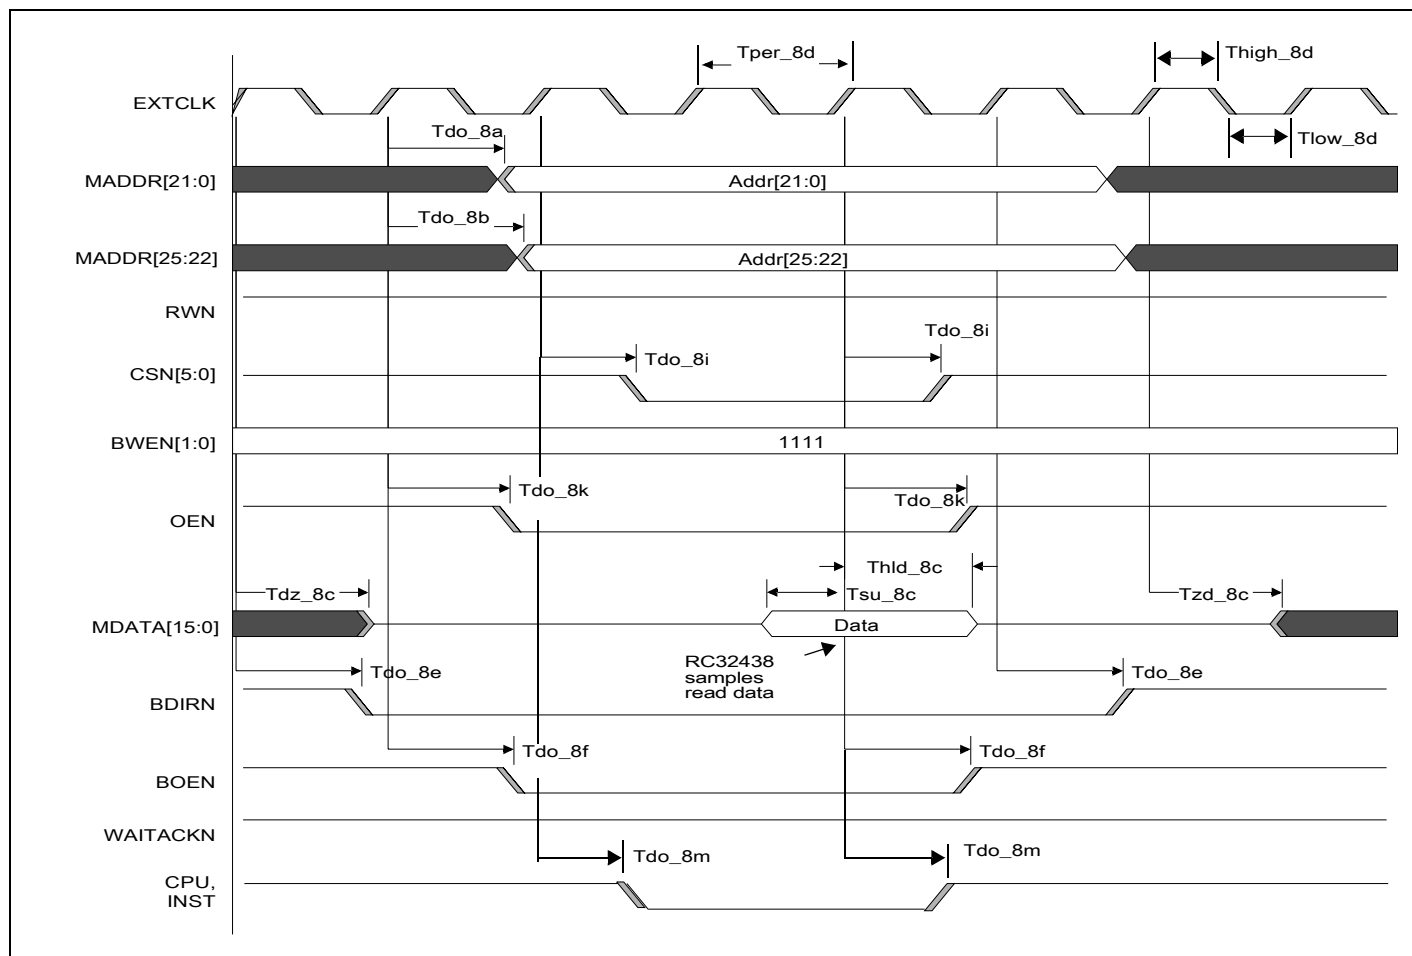 Tper_8d
Thigh_8d
EXTCLK
Tdo_8a
Tlow_8d
MADDR[21:0]
Addr[21:0]
Tdo_8b
MADDR[25:22]
Addr[25:22]
RWN
Tdo_8i
Tdo_8i
CSN[5:0]
BWEN[1:0]
1111
Tdo_8k
Tdo_8k
OEN
Thld_8c
Tdz_8c
Tsu_8c
Tzd_8c
MDATA[15:0]
Data
RC32438
samples
read data
Tdo_8e
Tdo_8e
BDIRN
Tdo_8f
Tdo_8f
BOEN
WAITACKN
Tdo_8m
Tdo_8m
CPU,
INST